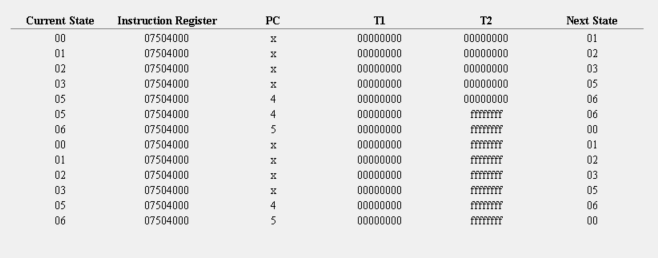 Current State Instruction Register PC T1 T2 Next State
00 07504000 x 00000000 00000000 01
01 07504000 x 00000000 00000000 02
02 07504000 x 00000000 00000000 03
03 07504000 x 00000000 00000000 05
05 07504000 4 00000000 00000000 06
05 07504000 4 00000000 ffffffff 06
06 07504000 5 00000000 ffffffff 00
00 07504000 x 00000000 ffffffff 01
01 07504000 x 00000000 ffffffff 02
02 07504000 x 00000000 ffffffff 03
03 07504000 x 00000000 ffffffff 05
05 07504000 4 00000000 ffffffff 06
06 07504000 5 00000000 ffffffff 00